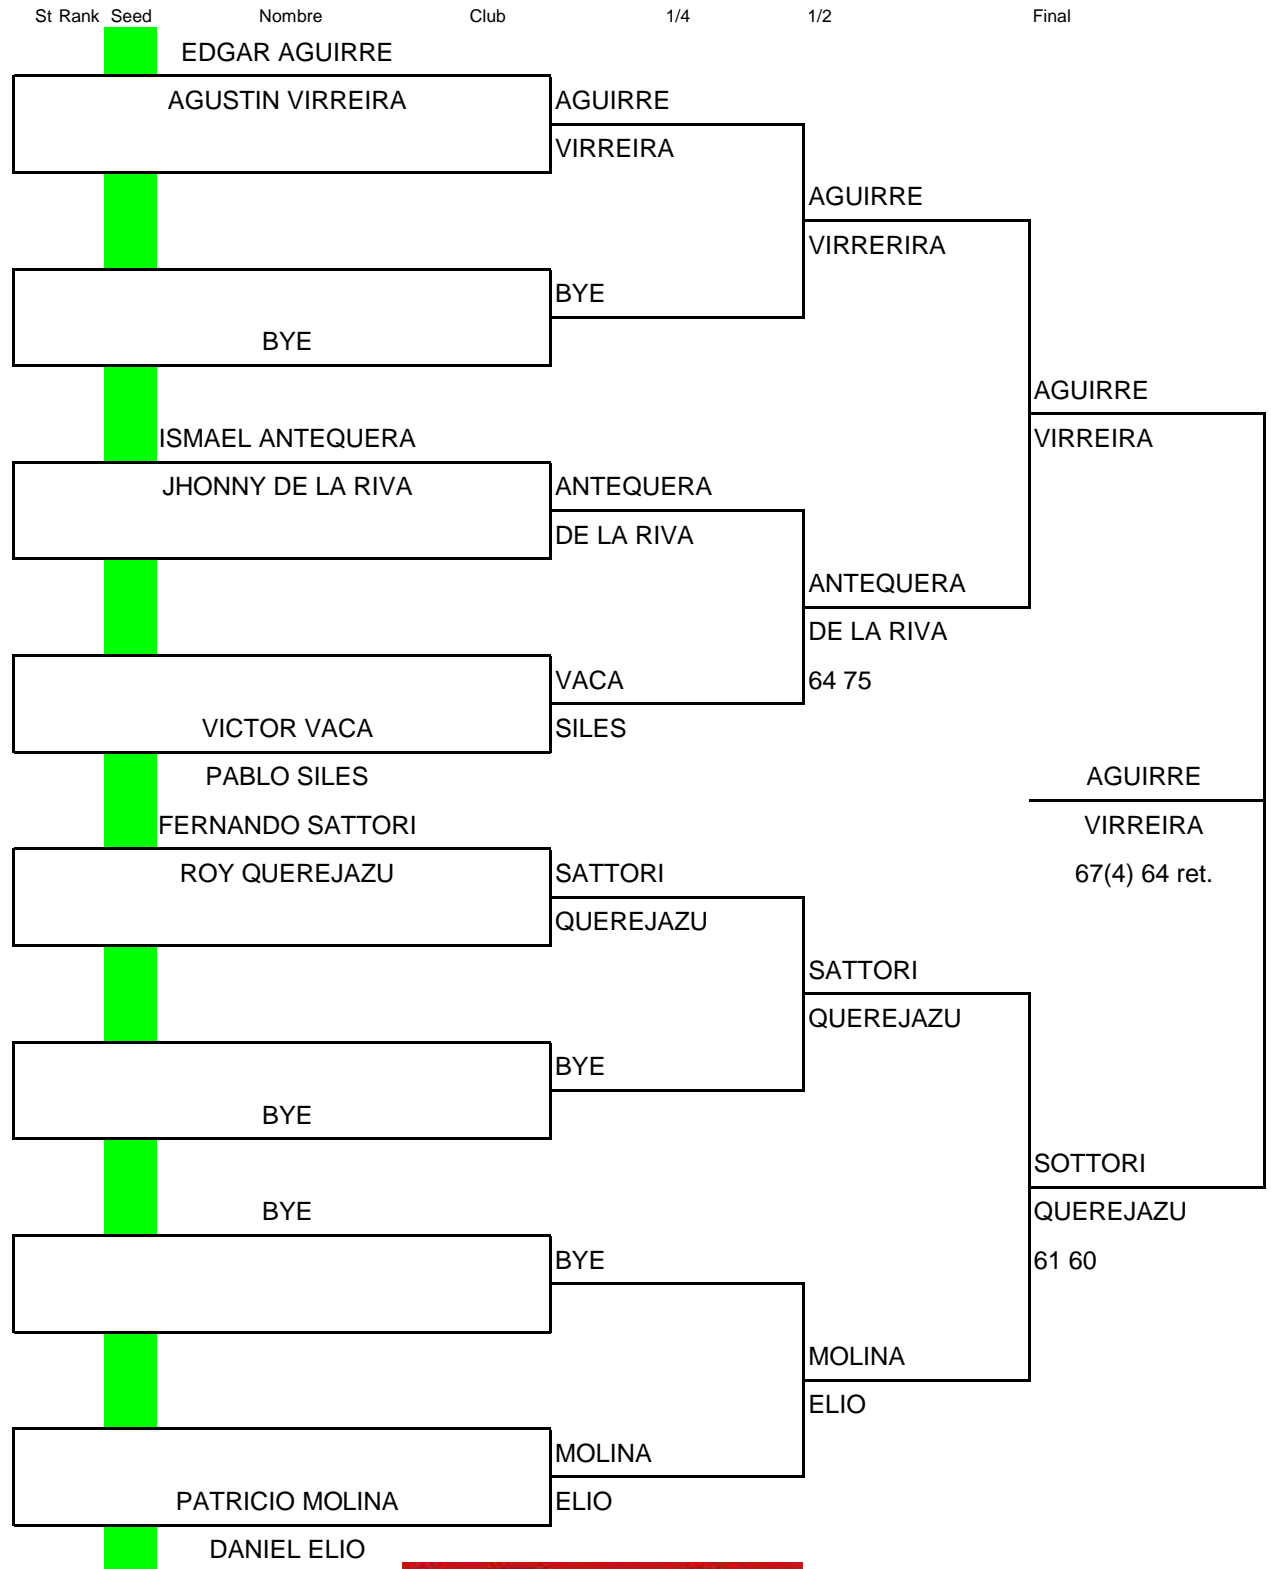 St Rank Seed Nombre Club 1/4 1/2 Final
EDGAR AGUIRRE
AGUSTIN VIRREIRA AGUIRRE
VIRREIRA
AGUIRRE
VIRRERIRA
BYE
BYE
AGUIRRE
ISMAEL ANTEQUERA VIRREIRA
JHONNY DE LA RIVA ANTEQUERA
DE LA RIVA
ANTEQUERA
DE LA RIVA
VACA 64 75
VICTOR VACA SILES
PABLO SILES AGUIRRE
FERNANDO SATTORI VIRREIRA
ROY QUEREJAZU SATTORI 67(4) 64 ret.
QUEREJAZU
SATTORI
QUEREJAZU
BYE
BYE
SOTTORI
BYE QUEREJAZU
BYE 61 60
MOLINA
ELIO
MOLINA
PATRICIO MOLINA ELIO
DANIEL ELIO